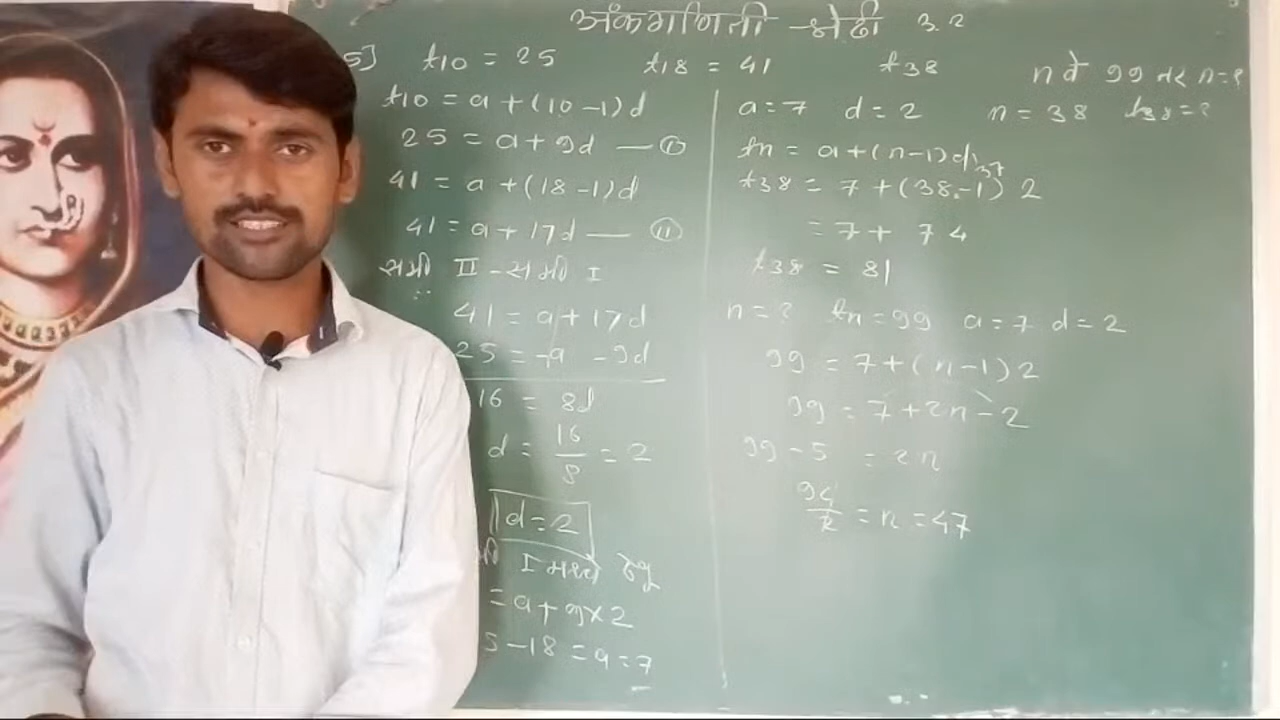 अंकगणिती श्रेढी 3.2
5] t10 = 25 t18 = 41 t38 n वे 99 तर n=?
t10 = a+(10-1)d
25 = a+9d — I
41 = a+(18-1)d
41 = a+17d — II
समी II - समी I
∴
41 = a+17d
25 = -a -9d
16 = 8d
d = 16/8 = 2
d=2
I मध्ये ठेवू
= a+9×2
5-18 = a = 7
a=7 d=2 n=38 t38=?
tn = a+(n-1)d
37
t38 = 7+(38-1)2
= 7+ 74
t38 = 81
n=? tn=99 a=7 d=2
99 = 7+(n-1)2
99 = 7+2n-2
99-5 = 2n
94/2 = n = 47